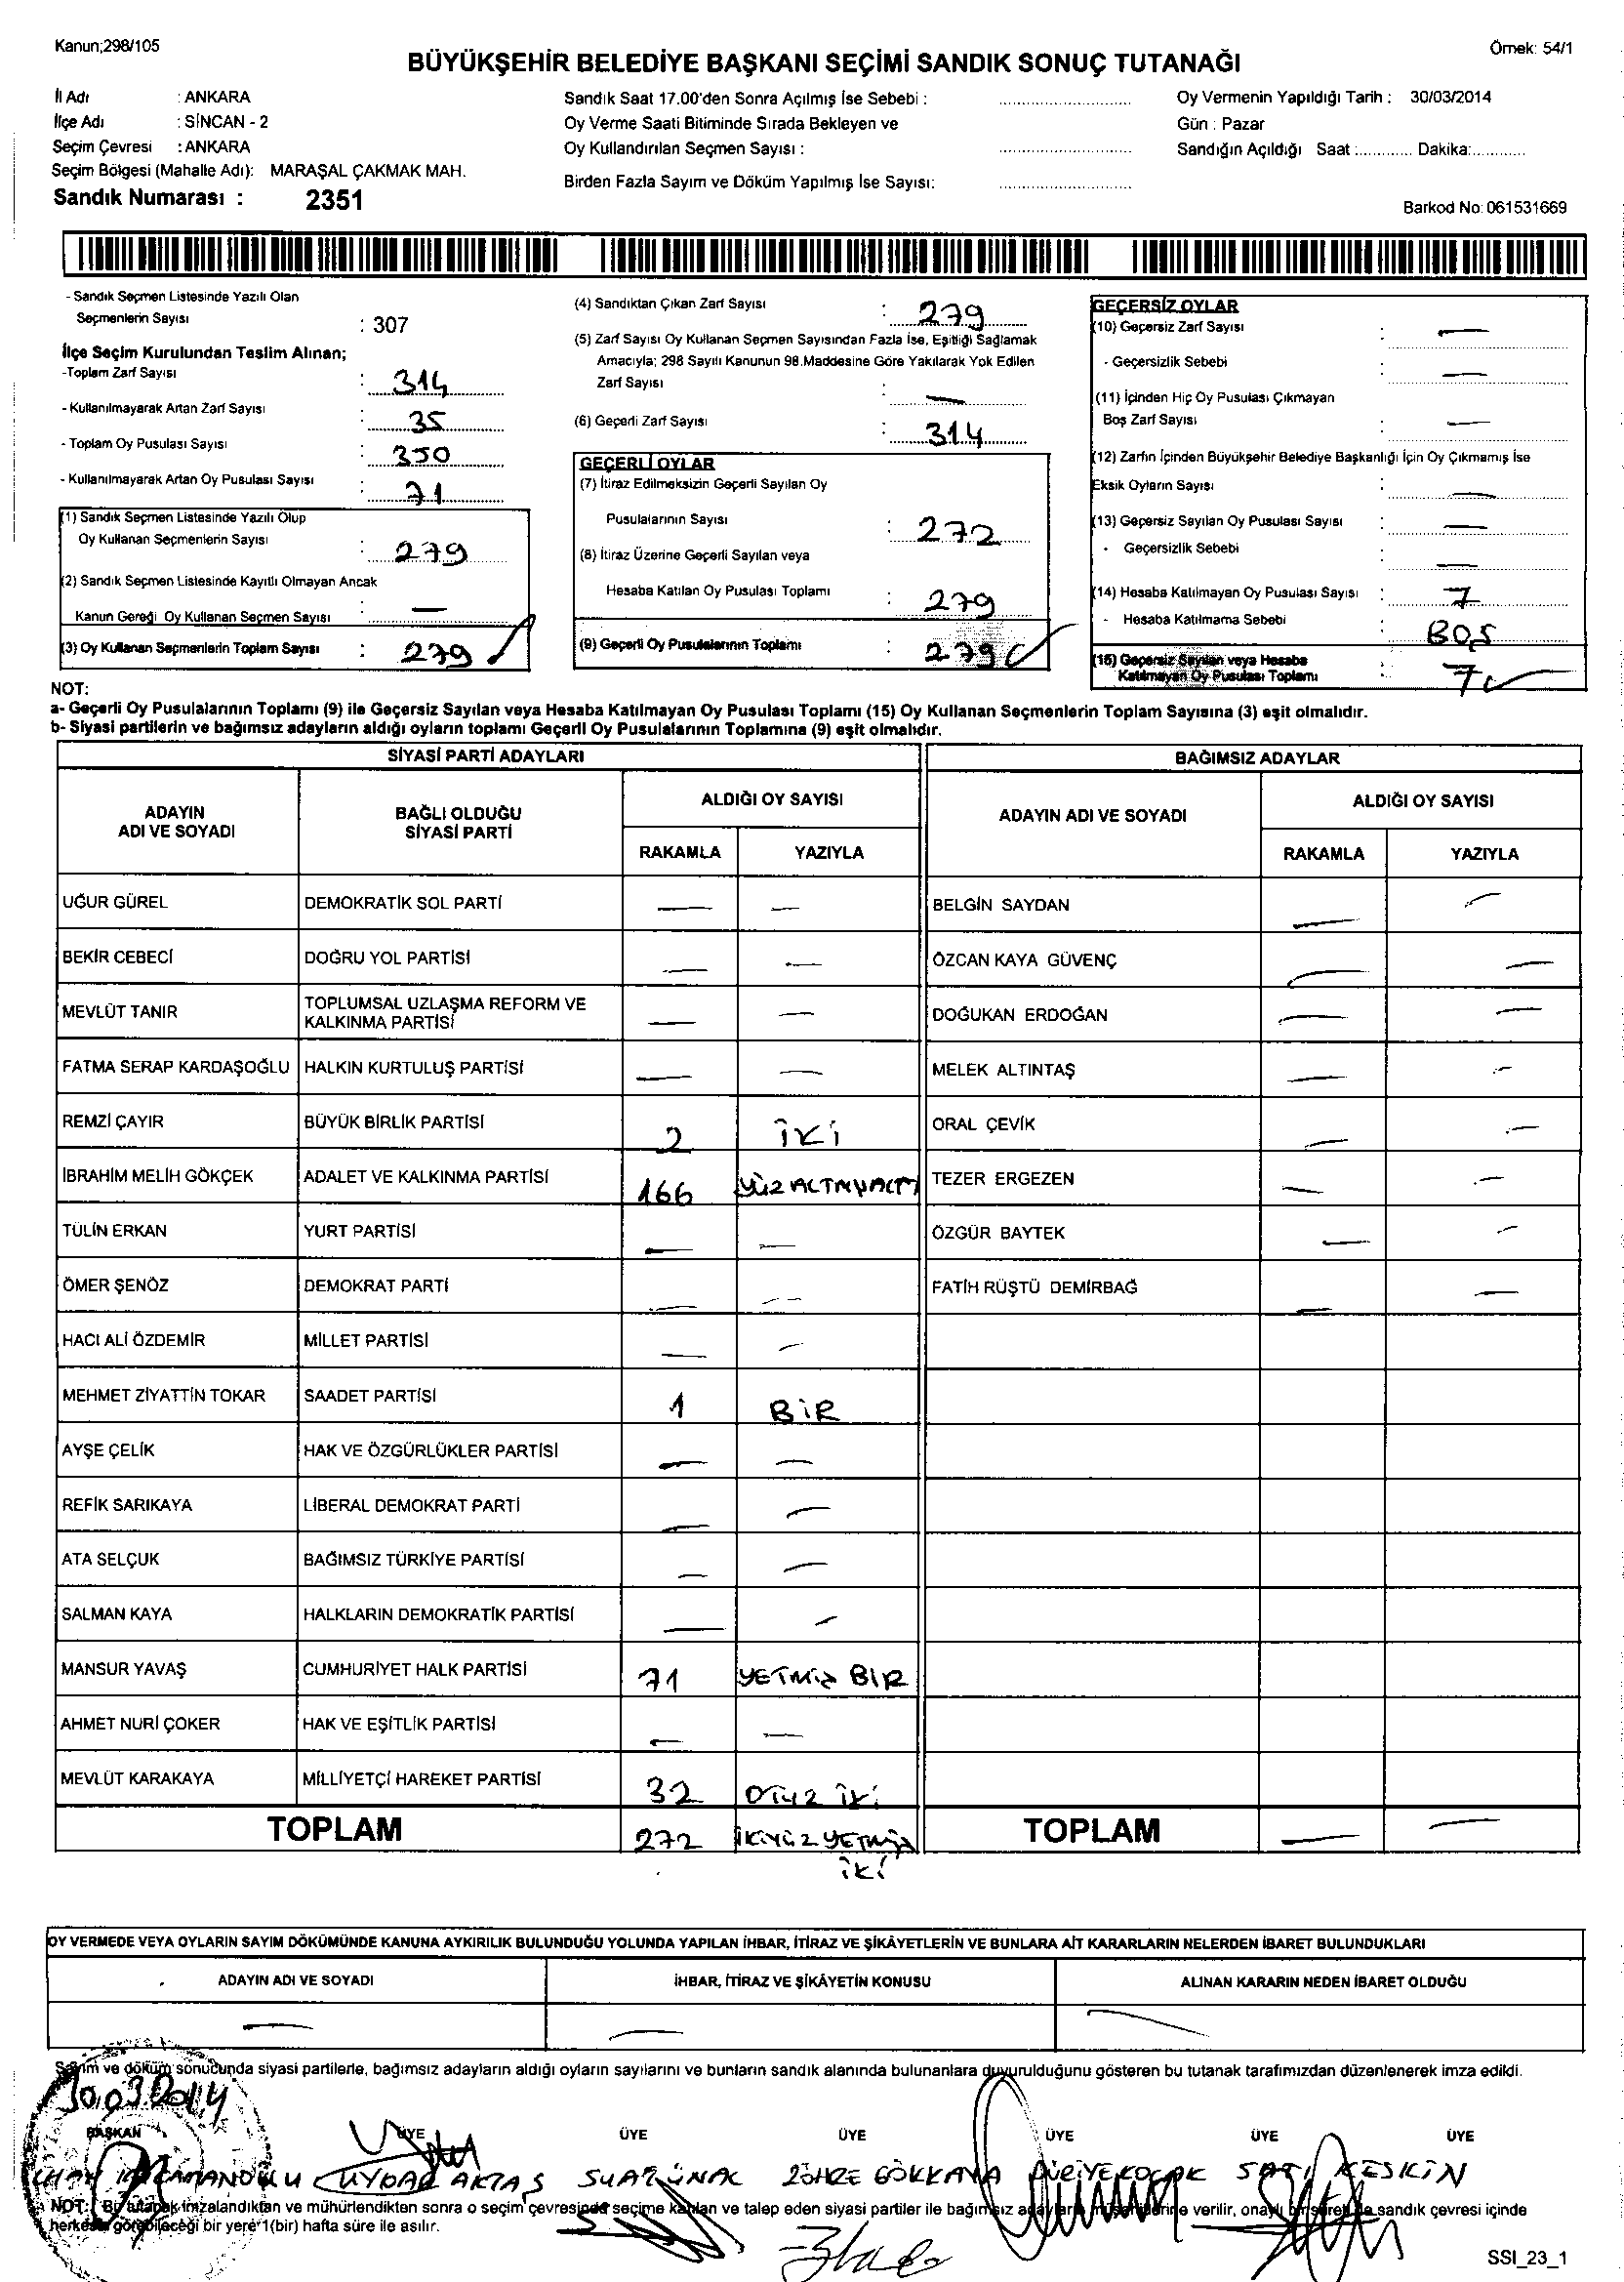 Kanun;298/105
Örnek: 54/1
BÜYÜKŞEHİR BELEDİYE BAŞKANI SEÇİMİ SANDIK SONUÇ TUTANAĞI
İl Adı : ANKARA
İlçe Adı : SİNCAN - 2
Seçim Çevresi : ANKARA
Seçim Bölgesi (Mahalle Adı): MARAŞAL ÇAKMAK MAH.
Sandık Numarası : 2351
Sandık Saat 17.00'den Sonra Açılmış İse Sebebi :
Oy Verme Saati Bitiminde Sırada Bekleyen ve
Oy Kullandırılan Seçmen Sayısı :
Birden Fazla Sayım ve Döküm Yapılmış İse Sayısı:
Oy Vermenin Yapıldığı Tarih : 30/03/2014
Gün : Pazar
Sandığın Açıldığı Saat :............ Dakika:............
Barkod No: 061531669
- Sandık Seçmen Listesinde Yazılı Olan
Seçmenlerin Sayısı : 307
İlçe Seçim Kurulundan Teslim Alınan;
-Toplam Zarf Sayısı : 314
- Kullanılmayarak Artan Zarf Sayısı : 35
- Toplam Oy Pusulası Sayısı : 350
- Kullanılmayarak Artan Oy Pusulası Sayısı : 71
(1) Sandık Seçmen Listesinde Yazılı Olup
Oy Kullanan Seçmenlerin Sayısı : 279
(2) Sandık Seçmen Listesinde Kayıtlı Olmayan Ancak
Kanun Gereği Oy Kullanan Seçmen Sayısı : —
(3) Oy Kullanan Seçmenlerin Toplam Sayısı : 279
(4) Sandıktan Çıkan Zarf Sayısı : 279
(5) Zarf Sayısı Oy Kullanan Seçmen Sayısından Fazla İse, Eşitliği Sağlamak
Amacıyla; 298 Sayılı Kanunun 98.Maddesine Göre Yakılarak Yok Edilen
Zarf Sayısı : —
(6) Geçerli Zarf Sayısı : 314
GEÇERLİ OYLAR
(7) İtiraz Edilmeksizin Geçerli Sayılan Oy
Pusulalarının Sayısı : 272
(8) İtiraz Üzerine Geçerli Sayılan veya
Hesaba Katılan Oy Pusulası Toplamı : 279
(9) Geçerli Oy Pusulalarının Toplamı : 279
GEÇERSİZ OYLAR
(10) Geçersiz Zarf Sayısı : —
- Geçersizlik Sebebi : —
(11) İçinden Hiç Oy Pusulası Çıkmayan
Boş Zarf Sayısı : —
(12) Zarfın İçinden Büyükşehir Belediye Başkanlığı İçin Oy Çıkmamış İse
Eksik Oyların Sayısı : —
(13) Geçersiz Sayılan Oy Pusulası Sayısı : —
- Geçersizlik Sebebi : —
(14) Hesaba Katılmayan Oy Pusulası Sayısı : 7
- Hesaba Katılmama Sebebi : BOŞ
(15) Geçersiz Sayılan veya Hesaba
Katılmayan Oy Pusulası Toplamı : 7
NOT:
a- Geçerli Oy Pusulalarının Toplamı (9) ile Geçersiz Sayılan veya Hesaba Katılmayan Oy Pusulası Toplamı (15) Oy Kullanan Seçmenlerin Toplam Sayısına (3) eşit olmalıdır.
b- Siyasi partilerin ve bağımsız adayların aldığı oyların toplamı Geçerli Oy Pusulalarının Toplamına (9) eşit olmalıdır.
SİYASİ PARTİ ADAYLARI
ADAYIN ADI VE SOYADI BAĞLI OLDUĞU SİYASİ PARTİ ALDIĞI OY SAYISI
RAKAMLA YAZIYLA
UĞUR GÜREL DEMOKRATİK SOL PARTİ — —
BEKİR CEBECİ DOĞRU YOL PARTİSİ — —
MEVLÜT TANIR TOPLUMSAL UZLAŞMA REFORM VE KALKINMA PARTİSİ — —
FATMA SERAP KARDAŞOĞLU HALKIN KURTULUŞ PARTİSİ — —
REMZİ ÇAYIR BÜYÜK BİRLİK PARTİSİ 2 İKİ
İBRAHİM MELİH GÖKÇEK ADALET VE KALKINMA PARTİSİ 166 YÜZ ALTMIŞALTI
TÜLİN ERKAN YURT PARTİSİ — —
ÖMER ŞENÖZ DEMOKRAT PARTİ — —
HACI ALİ ÖZDEMİR MİLLET PARTİSİ — —
MEHMET ZİYATTİN TOKAR SAADET PARTİSİ 1 BİR
AYŞE ÇELİK HAK VE ÖZGÜRLÜKLER PARTİSİ — —
REFİK SARIKAYA LİBERAL DEMOKRAT PARTİ — —
ATA SELÇUK BAĞIMSIZ TÜRKİYE PARTİSİ — —
SALMAN KAYA HALKLARIN DEMOKRATİK PARTİSİ — —
MANSUR YAVAŞ CUMHURİYET HALK PARTİSİ 71 YETMİŞ BİR
AHMET NURİ ÇOKER HAK VE EŞİTLİK PARTİSİ — —
MEVLÜT KARAKAYA MİLLİYETÇİ HAREKET PARTİSİ 32 OTUZ İKİ
TOPLAM 272 İKİYÜZ YETMİŞ
İKİ
BAĞIMSIZ ADAYLAR
ADAYIN ADI VE SOYADI ALDIĞI OY SAYISI
RAKAMLA YAZIYLA
BELGİN SAYDAN — —
ÖZCAN KAYA GÜVENÇ — —
DOĞUKAN ERDOĞAN — —
MELEK ALTINTAŞ — —
ORAL ÇEVİK — —
TEZER ERGEZEN — —
ÖZGÜR BAYTEK — —
FATİH RÜŞTÜ DEMİRBAĞ — —
TOPLAM — —
OY VERMEDE VEYA OYLARIN SAYIM DÖKÜMÜNDE KANUNA AYKIRILIK BULUNDUĞU YOLUNDA YAPILAN İHBAR, İTİRAZ VE ŞİKÂYETLERİN VE BUNLARA AİT KARARLARIN NELERDEN İBARET BULUNDUKLARI
ADAYIN ADI VE SOYADI İHBAR, İTİRAZ VE ŞİKÂYETİN KONUSU ALINAN KARARIN NEDEN İBARET OLDUĞU
— — —
Sayım ve döküm sonucunda siyasi partilerle, bağımsız adayların aldığı oyların sayılarını ve bunların sandık alanında bulunanlara duyurulduğunu gösteren bu tutanak tarafımızdan düzenlenerek imza edildi.
30.03.2014
BAŞKAN ÜYE ÜYE ÜYE ÜYE ÜYE ÜYE
UYBAR AKTAŞ SUAT ÜNAL ZÖHRE GÖKKAYA DÜRİYE KOÇAK SATI KESKİN
NOT: Bu tutanak imzalandıktan ve mühürlendikten sonra o seçim çevresinde seçime katılan ve talep eden siyasi partiler ile bağımsız adayların müşahitlerine verilir, onaylı bir sureti de sandık çevresi içinde
herkesin görebileceği bir yere 1(bir) hafta süre ile asılır.
SSI_23_1